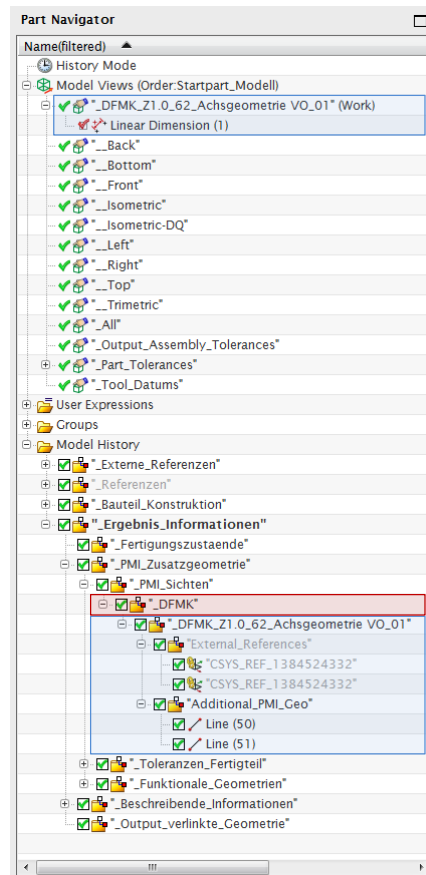 Part Navigator
Name(filtered)
History Mode
Model Views (Order:Startpart_Modell)
"_DFMK_Z1.0_62_Achsgeometrie VO_01" (Work)
Linear Dimension (1)
"__Back"
"__Bottom"
"__Front"
"__Isometric"
"__Isometric-DQ"
"__Left"
"__Right"
"__Top"
"__Trimetric"
"_All"
"_Output_Assembly_Tolerances"
"_Part_Tolerances"
"_Tool_Datums"
User Expressions
Groups
Model History
"_Externe_Referenzen"
"_Referenzen"
"_Bauteil_Konstruktion"
"_Ergebnis_Informationen"
"_Fertigungszustaende"
"_PMI_Zusatzgeometrie"
"_PMI_Sichten"
"_DFMK"
"_DFMK_Z1.0_62_Achsgeometrie VO_01"
"External_References"
"CSYS_REF_1384524332"
"CSYS_REF_1384524332"
"Additional_PMI_Geo"
Line (50)
Line (51)
"_Toleranzen_Fertigteil"
"_Funktionale_Geometrien"
"_Beschreibende_Informationen"
"_Output_verlinkte_Geometrie"